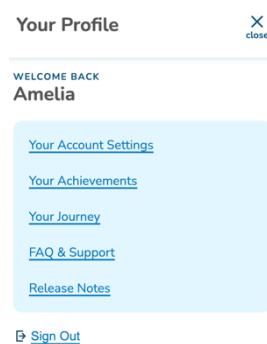 Your Profile
close
WELCOME BACK
Amelia
Your Account Settings
Your Achievements
Your Journey
FAQ & Support
Release Notes
Sign Out